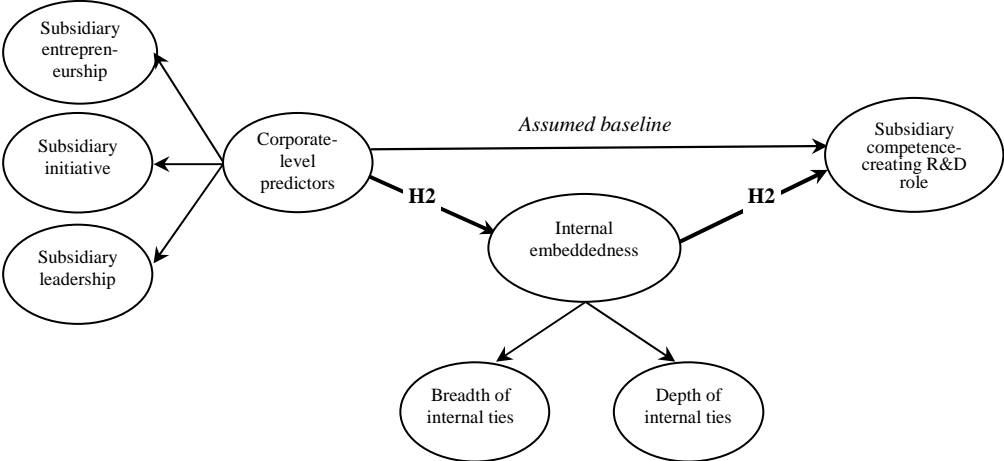 Subsidiary
entrepren-
eurship
Subsidiary
initiative
Subsidiary
leadership
Corporate-
level
predictors
Assumed baseline
H2
Internal
embeddedness
H2
Subsidiary
competence-
creating R&D
role
Breadth of
internal ties
Depth of
internal ties